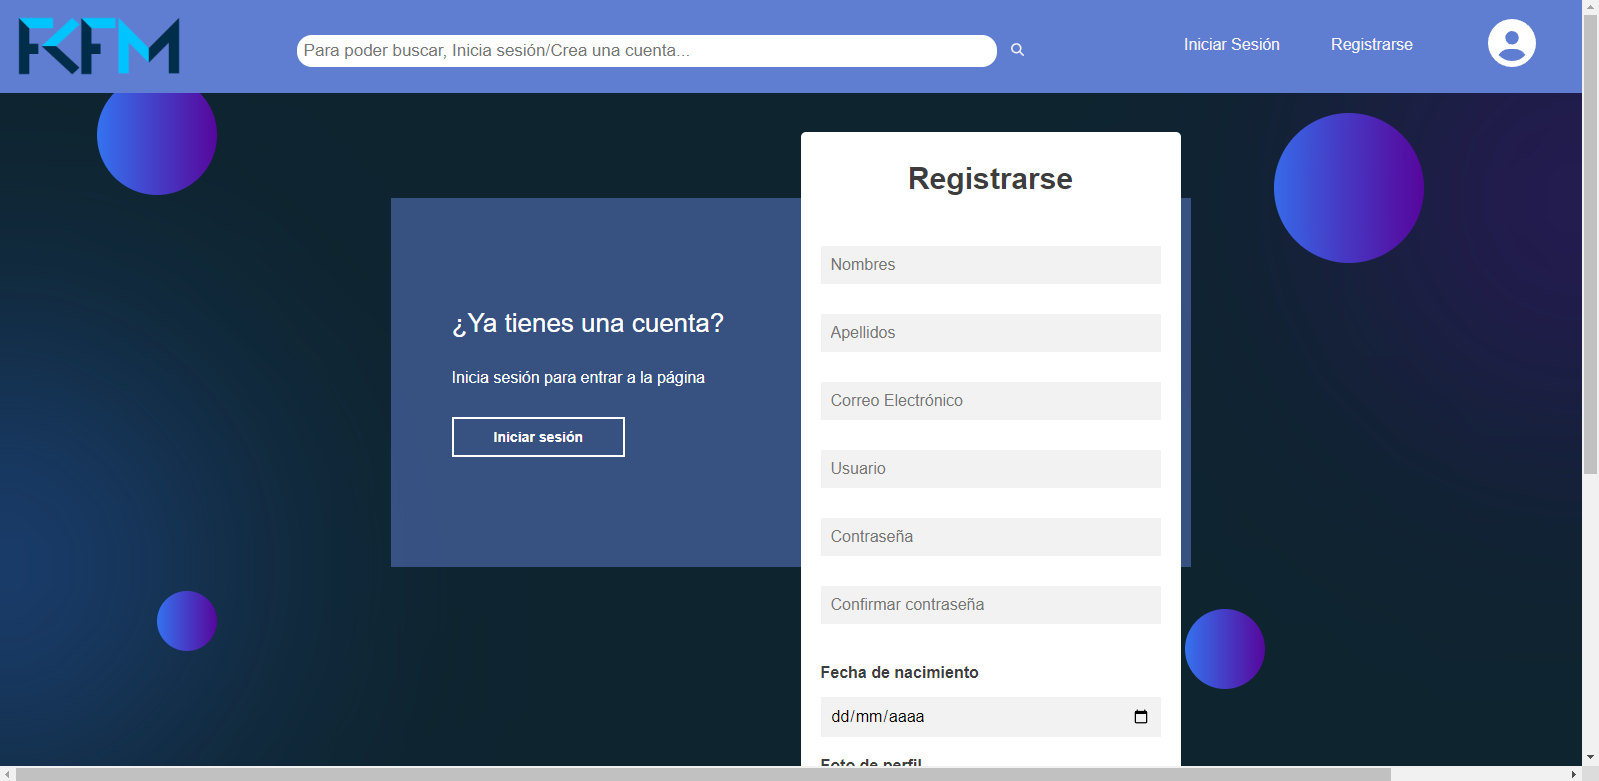 FKFM
Para poder buscar, Inicia sesión/Crea una cuenta...
Iniciar Sesión
Registrarse
¿Ya tienes una cuenta?
Inicia sesión para entrar a la página
Iniciar sesión
Registrarse
Nombres
Apellidos
Correo Electrónico
Usuario
Contraseña
Confirmar contraseña
Fecha de nacimiento
dd/mm/aaaa
Foto de perfil